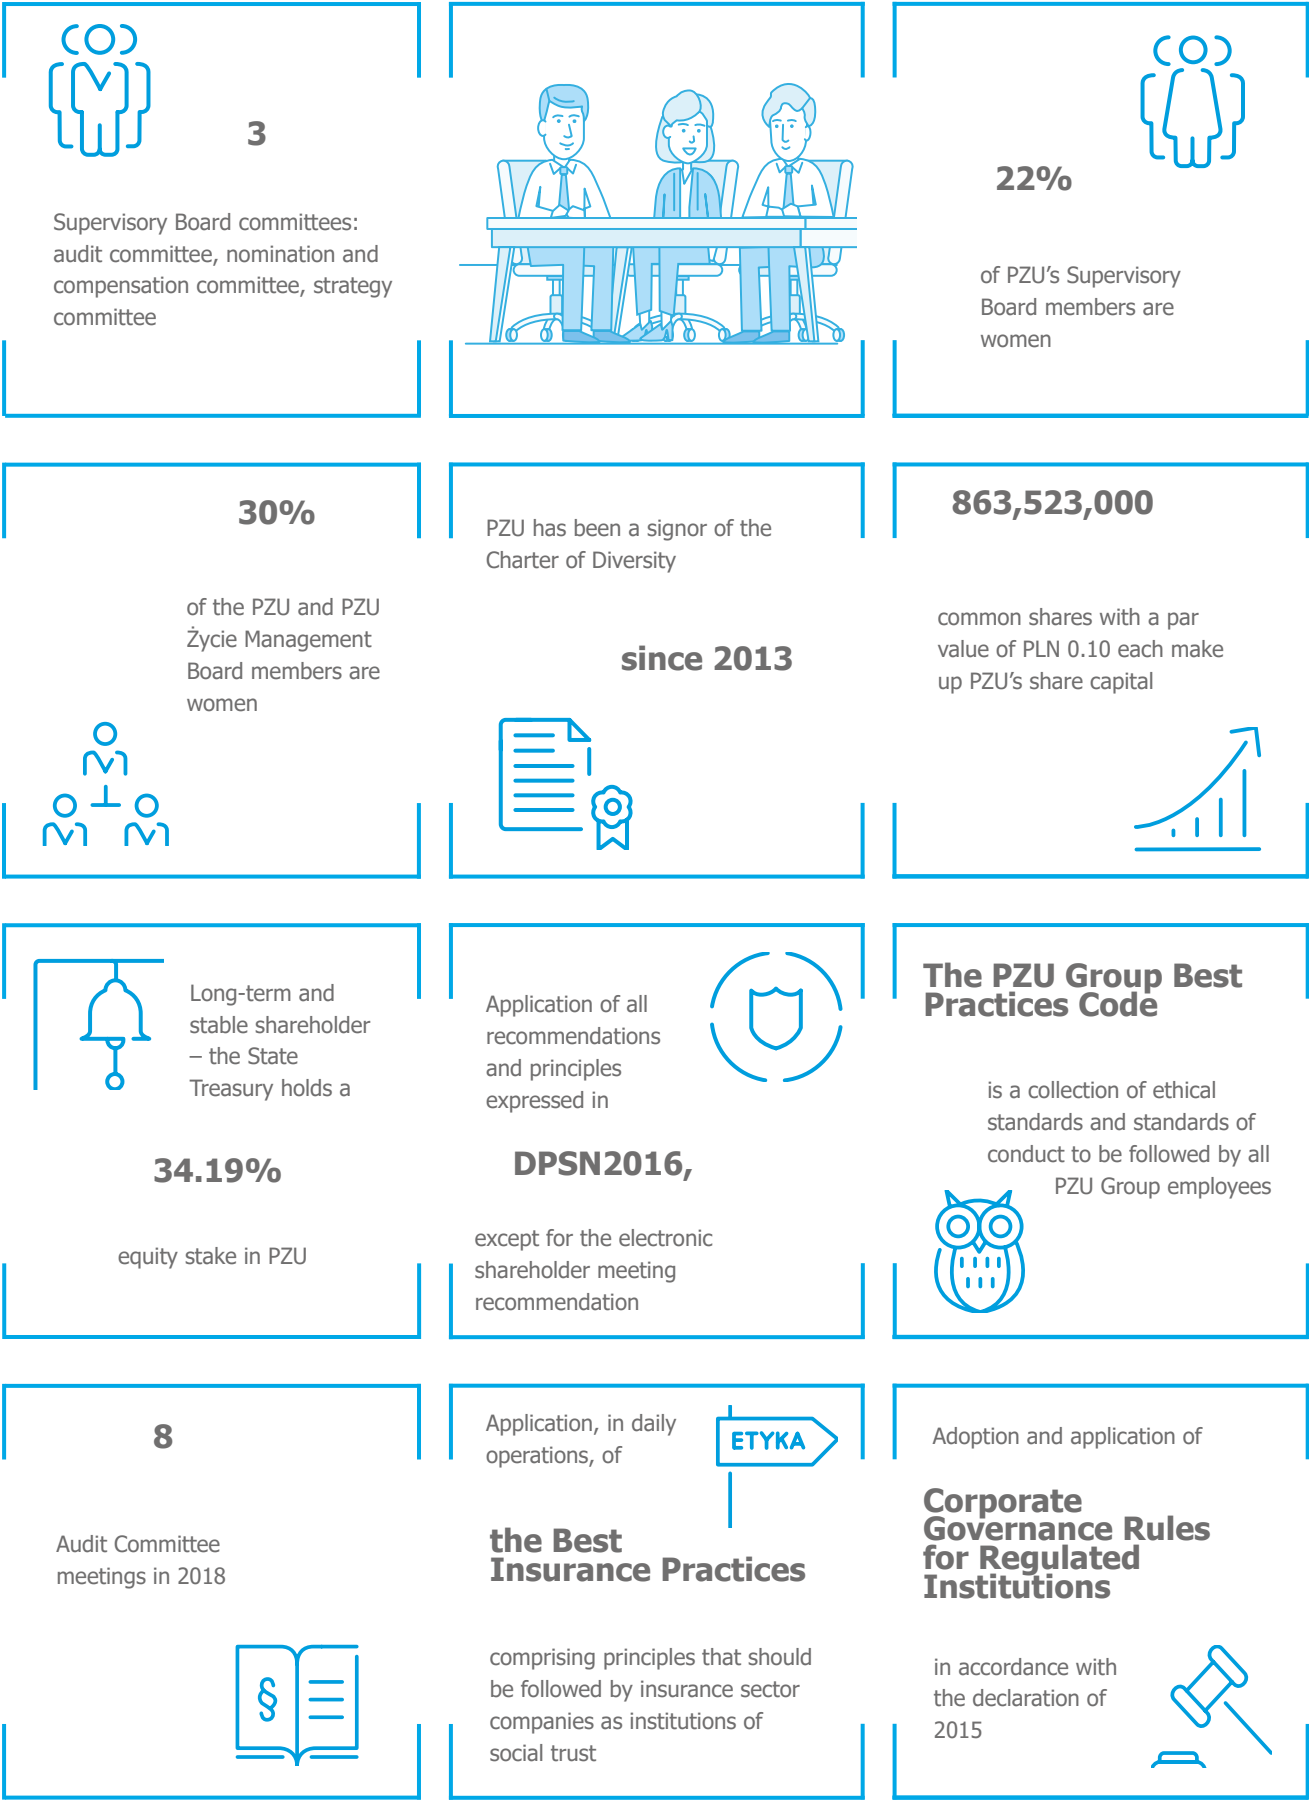 3
Supervisory Board committees:
audit committee, nomination and
compensation committee, strategy
committee
22%
of PZU’s Supervisory
Board members are
women
30%
of the PZU and PZU
Życie Management
Board members are
women
PZU has been a signor of the
Charter of Diversity
since 2013
863,523,000
common shares with a par
value of PLN 0.10 each make
up PZU’s share capital
Long-term and
stable shareholder
– the State
Treasury holds a
34.19%
equity stake in PZU
Application of all
recommendations
and principles
expressed in
DPSN2016,
except for the electronic
shareholder meeting
recommendation
The PZU Group Best
Practices Code
is a collection of ethical
standards and standards of
conduct to be followed by all
PZU Group employees
8
Audit Committee
meetings in 2018
§
Application, in daily
operations, of
ETYKA
the Best
Insurance Practices
comprising principles that should
be followed by insurance sector
companies as institutions of
social trust
Adoption and application of
Corporate
Governance Rules
for Regulated
Institutions
in accordance with
the declaration of
2015